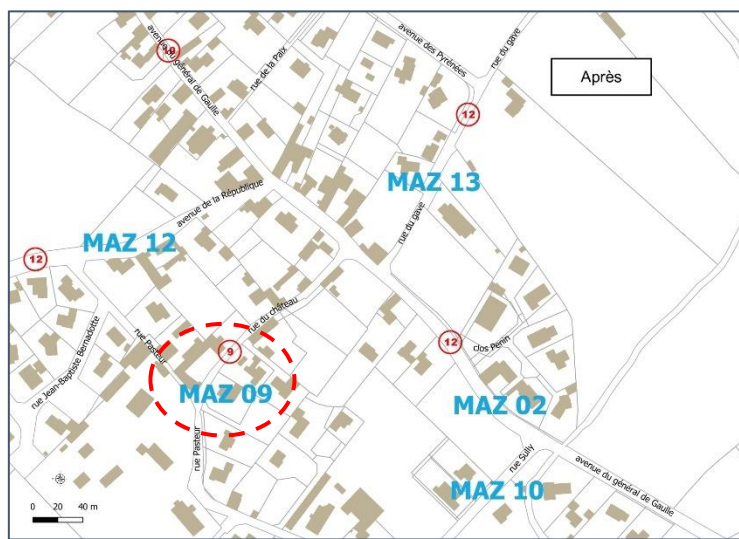 avenue du général de Gaulle
10
rue de la Paix
avenue des Pyrénées
rue du gave
Après
12
MAZ 13
avenue de la République
rue du gave
MAZ 12
12
rue du château
rue Pasteur
9
12
clos Penin
rue Jean-Baptiste Bernadotte
MAZ 09
MAZ 02
rue Pasteur
rue Sully
avenue du général de Gaulle
MAZ 10
0 20 40 m